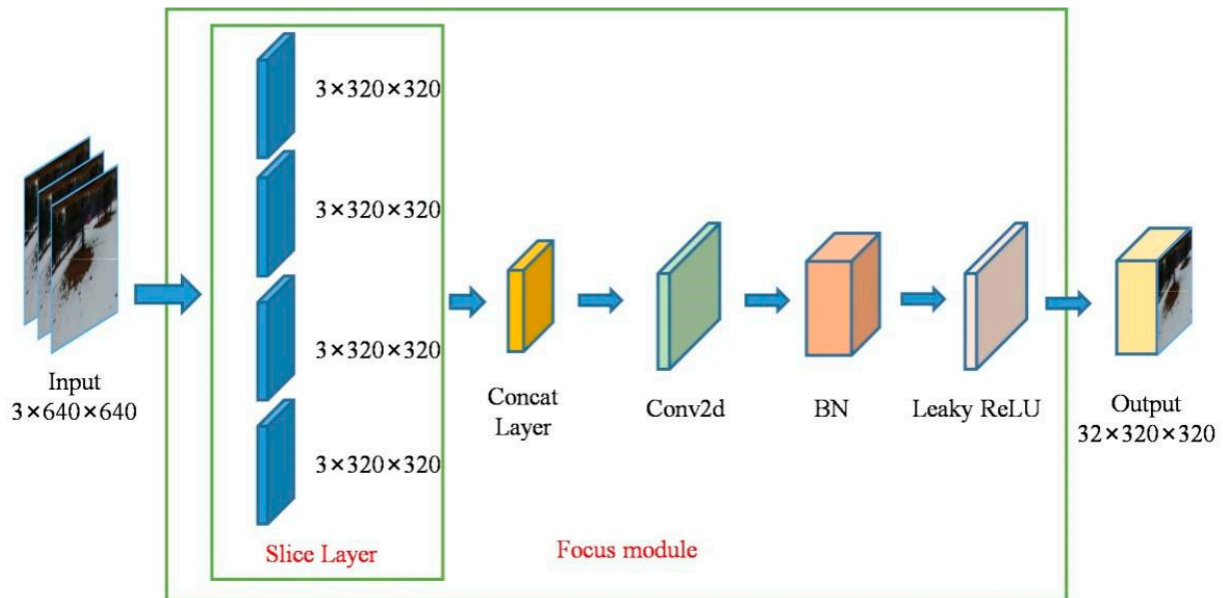 3×320×320
3×320×320
3×320×320
3×320×320
Input
3×640×640
Concat
Layer
Conv2d
BN
Leaky ReLU
Output
32×320×320
Slice Layer
Focus module